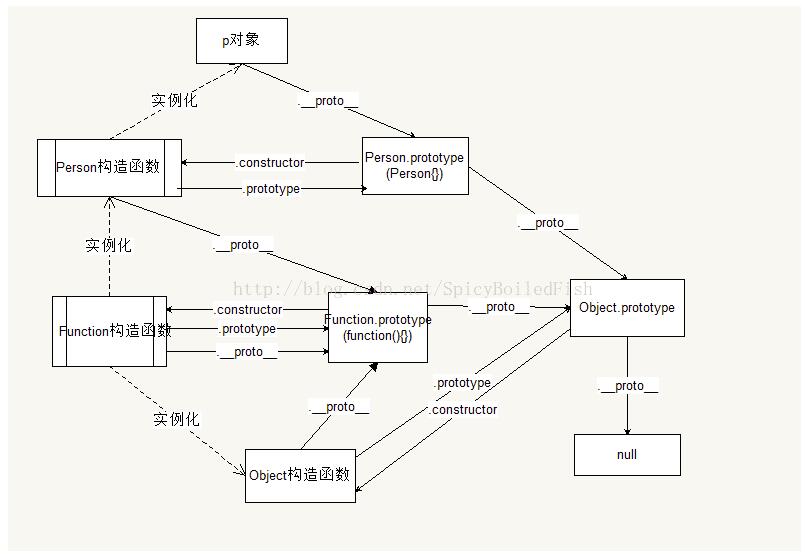 p对象
实例化
.__proto__
Person构造函数
.constructor
.prototype
Person.prototype
(Person{})
.__proto__
实例化
.__proto__
http://blog.csdn.net/SpicyBoiledFish
Function构造函数
.constructor
.prototype
.__proto__
Function.prototype
(function(){})
.__proto__
Object.prototype
实例化
.__proto__
.prototype
.constructor
.__proto__
Object构造函数
null